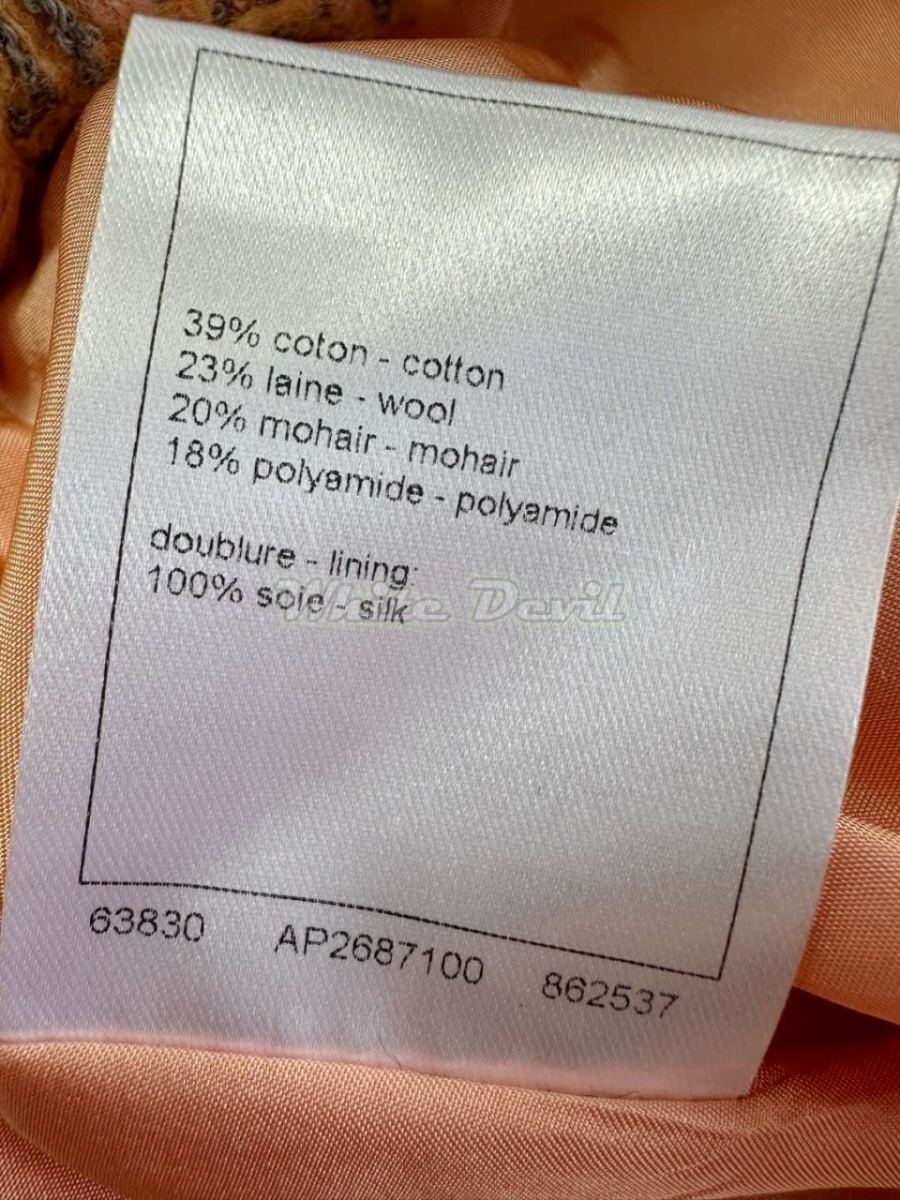 39% coton - cotton
23% laine - wool
20% mohair - mohair
18% polyamide - polyamide
doublure - lining:
100% soie - silk
White Devil
63830 AP2687100 862537